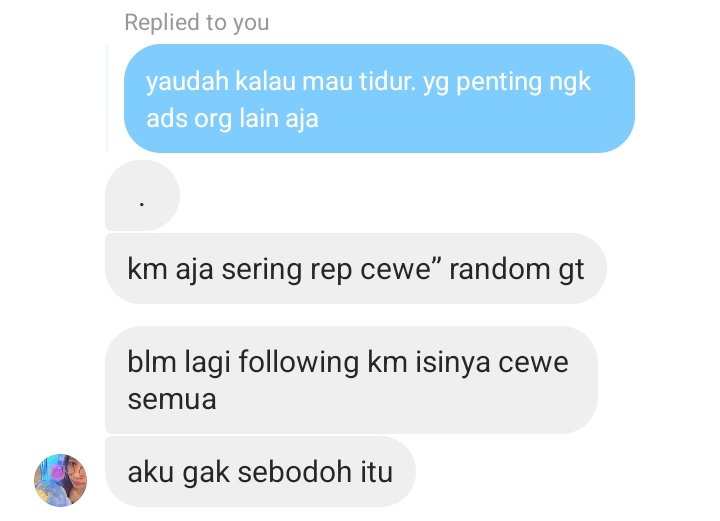 Replied to you
yaudah kalau mau tidur. yg penting ngk
ads org lain aja
.
km aja sering rep cewe” random gt
blm lagi following km isinya cewe
semua
aku gak sebodoh itu